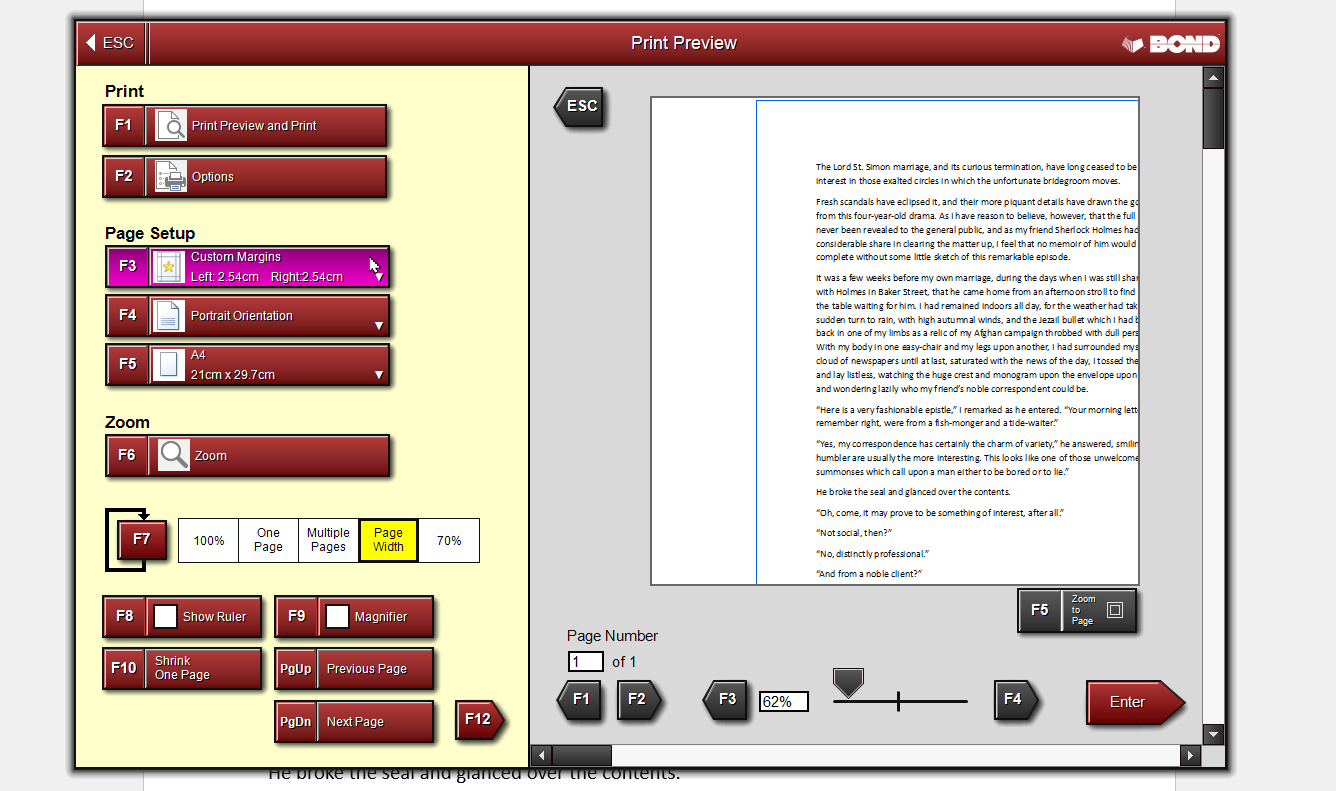 ESC
Print Preview
BOND
Print
F1 Print Preview and Print
F2 Options
Page Setup
F3 Custom Margins
Left: 2.54cm Right:2.54cm
F4 Portrait Orientation
F5 A4
21cm x 29.7cm
Zoom
F6 Zoom
F7 100%
One
Page
Multiple
Pages
Page
Width
70%
F8 Show Ruler
F9 Magnifier
F10 Shrink
One Page
PgUp Previous Page
PgDn Next Page
F12
ESC
The Lord St. Simon marriage, and its curious termination, have long ceased to be
interest in those exalted circles in which the unfortunate bridegroom moves.
Fresh scandals have eclipsed it, and their more piquant details have drawn the go
from this four-year-old drama. As I have reason to believe, however, that the full
never been revealed to the general public, and as my friend Sherlock Holmes had
considerable share in clearing the matter up, I feel that no memoir of him would
complete without some little sketch of this remarkable episode.
It was a few weeks before my own marriage, during the days when I was still shar
with Holmes in Baker Street, that he came home from an afternoon stroll to find
the table waiting for him. I had remained indoors all day, for the weather had tak
sudden turn to rain, with high autumnal winds, and the Jezail bullet which I had b
back in one of my limbs as a relic of my Afghan campaign throbbed with dull pers
With my body in one easy-chair and my legs upon another, I had surrounded mys
cloud of newspapers until at last, saturated with the news of the day, I tossed the
and lay listless, watching the huge crest and monogram upon the envelope upon
and wondering lazily who my friend’s noble correspondent could be.
“Here is a very fashionable epistle,” I remarked as he entered. “Your morning lette
remember right, were from a fish-monger and a tide-waiter.”
“Yes, my correspondence has certainly the charm of variety,” he answered, smilin
humbler are usually the more interesting. This looks like one of those unwelcome
summonses which call upon a man either to be bored or to lie.”
He broke the seal and glanced over the contents.
“Oh, come, it may prove to be something of interest, after all.”
“Not social, then?”
“No, distinctly professional.”
“And from a noble client?”
F5 Zoom
to
Page
Page Number
1 of 1
F1
F2
F3
62%
F4
Enter
He broke the seal and glanced over the contents.